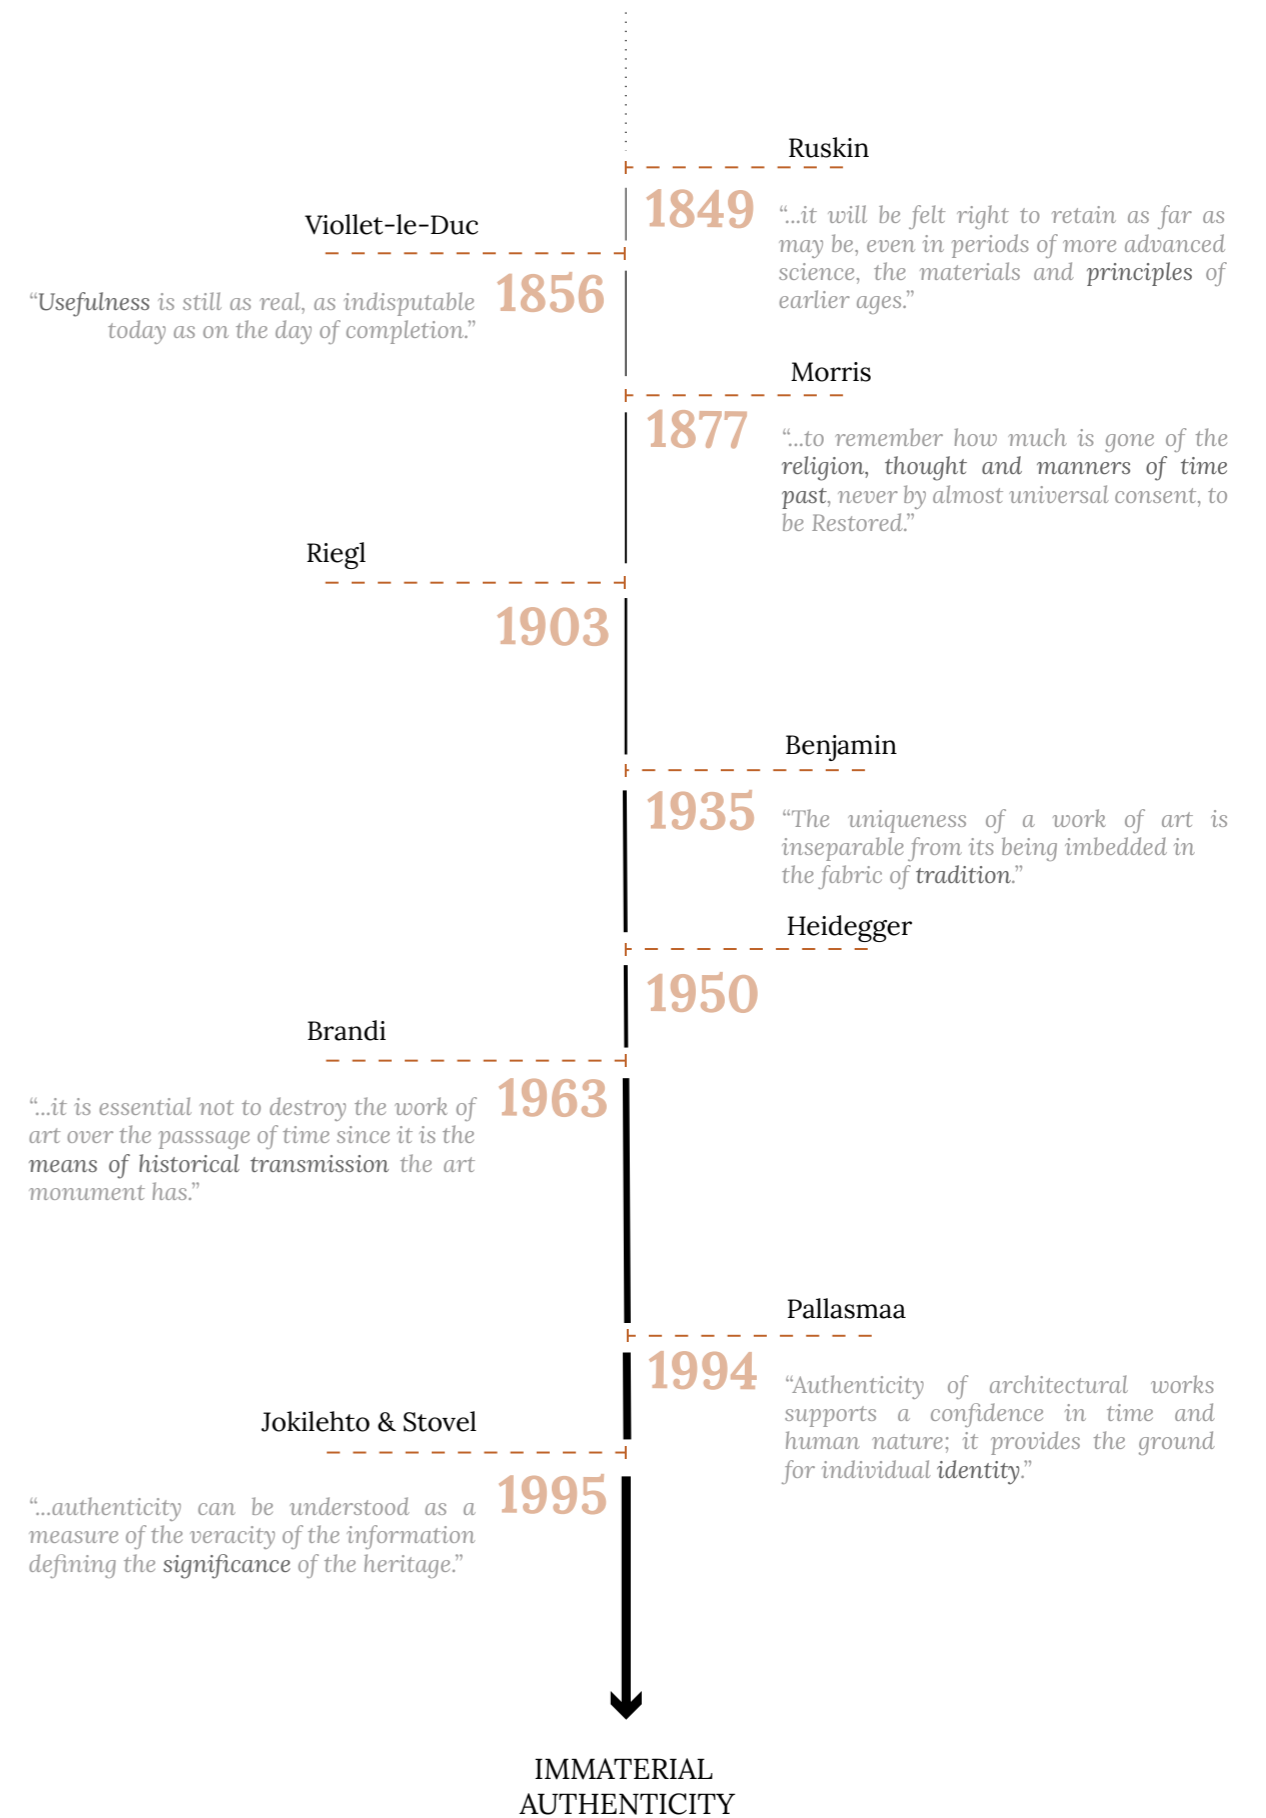 Ruskin
1849
“...it will be felt right to retain as far as
may be, even in periods of more advanced
science, the materials and principles of
earlier ages.”
Viollet-le-Duc
1856
“Usefulness is still as real, as indisputable
today as on the day of completion.”
Morris
1877
“...to remember how much is gone of the
religion, thought and manners of time
past, never by almost universal consent, to
be Restored.”
Riegl
1903
Benjamin
1935
“The uniqueness of a work of art is
inseparable from its being imbedded in
the fabric of tradition.”
Heidegger
1950
Brandi
1963
“...it is essential not to destroy the work of
art over the passsage of time since it is the
means of historical transmission the art
monument has.”
Pallasmaa
1994
“Authenticity of architectural works
supports a confidence in time and
human nature; it provides the ground
for individual identity.”
Jokilehto & Stovel
1995
“...authenticity can be understood as a
measure of the veracity of the information
defining the significance of the heritage.”
IMMATERIAL
AUTHENTICITY